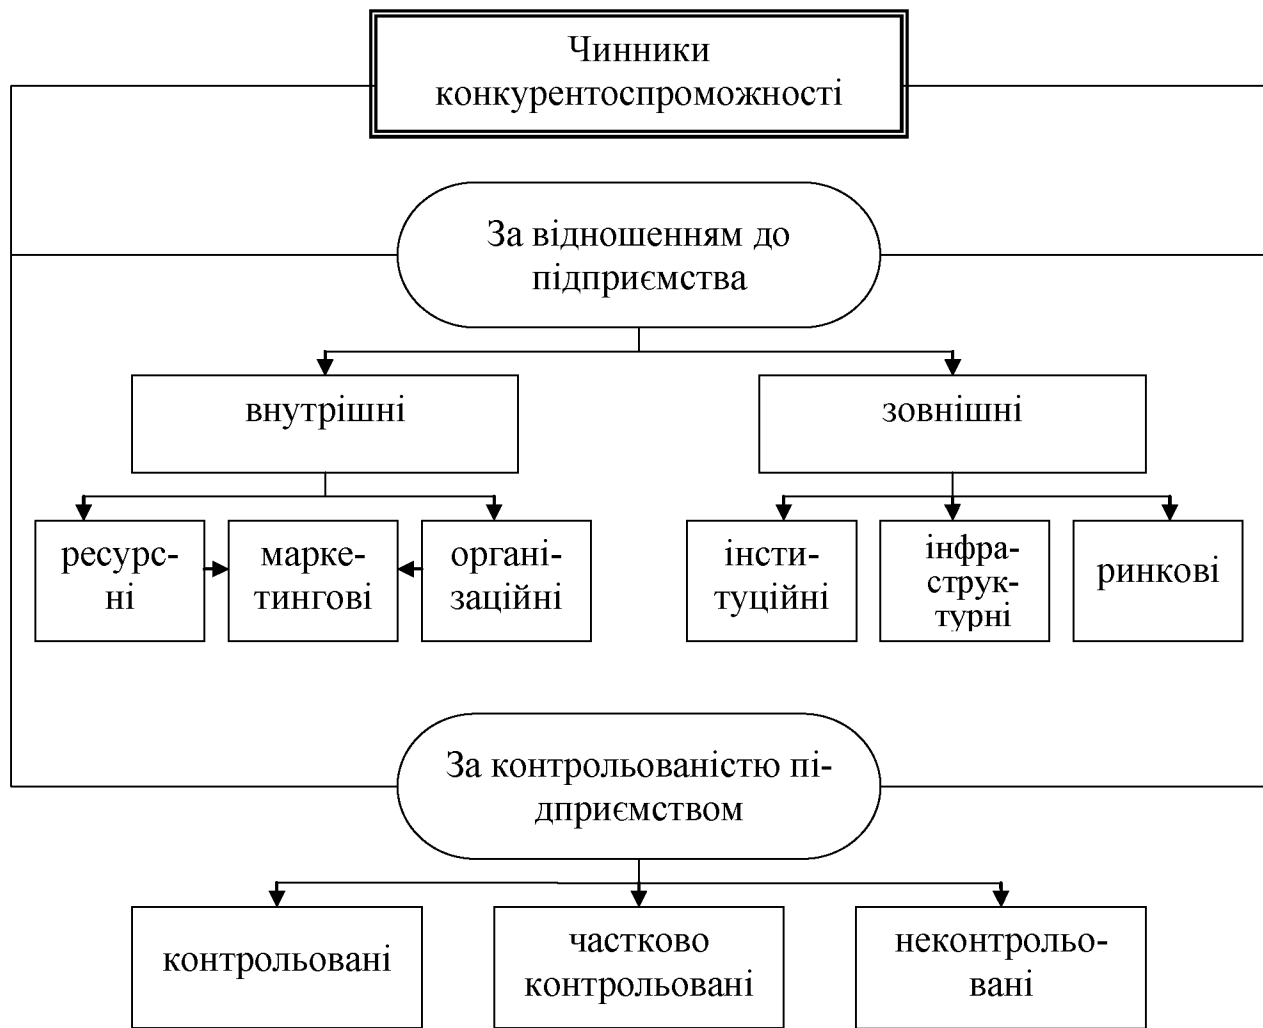 Чинники
конкурентоспроможності
За відношенням до
підприємства
внутрішні
зовнішні
ресурс-
ні
марке-
тингові
органі-
заційні
інсти-
туційні
інфра-
струк-
турні
ринкові
За контрольованістю пі-
дприємством
контрольовані
частково
контрольовані
неконтрольо-
вані